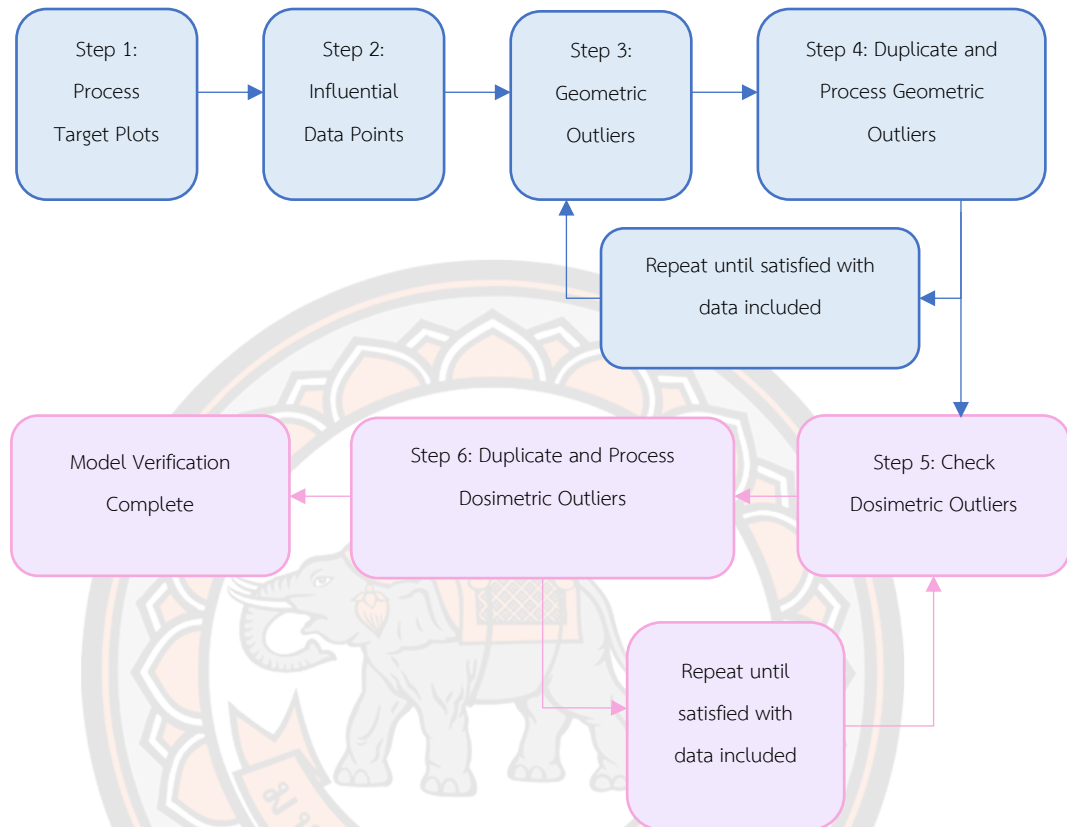 Step 1:
Process
Target Plots
Step 2:
Influential
Data Points
Step 3:
Geometric
Outliers
Step 4: Duplicate and
Process Geometric
Outliers
Repeat until satisfied with
data included
Step 5: Check
Dosimetric Outliers
Step 6: Duplicate and Process
Dosimetric Outliers
Model Verification
Complete
Repeat until
satisfied with
data included